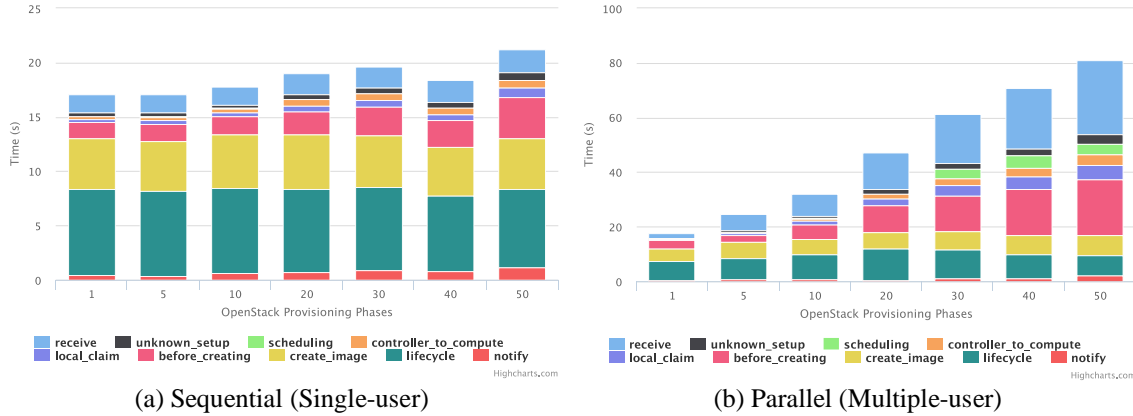 25
20
15
10
5
0
Time (s)
1 5 10 20 30 40 50
OpenStack Provisioning Phases
receive unknown_setup scheduling controller_to_compute
local_claim before_creating create_image lifecycle notify
Highcharts.com
(a) Sequential (Single-user)
100
80
60
40
20
0
Time (s)
1 5 10 20 30 40 50
OpenStack Provisioning Phases
receive unknown_setup scheduling controller_to_compute
local_claim before_creating create_image lifecycle notify
Highcharts.com
(b) Parallel (Multiple-user)